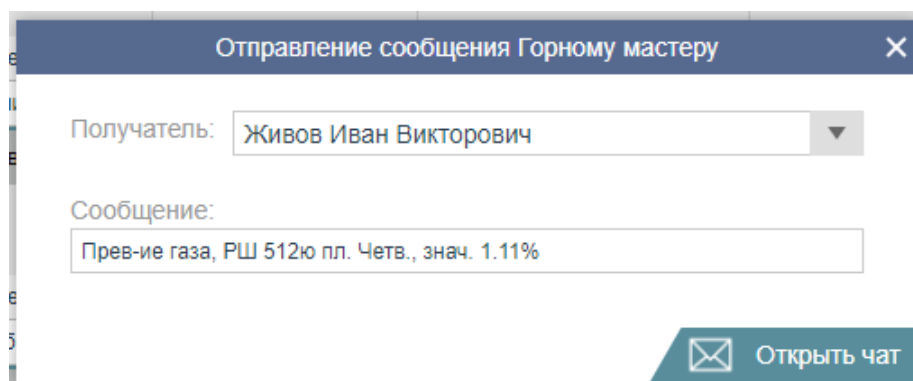 Отправление сообщения Горному мастеру
Получатель: Живов Иван Викторович
Сообщение:
Прев-ие газа, РШ 512ю пл. Четв., знач. 1.11%
Открыть чат